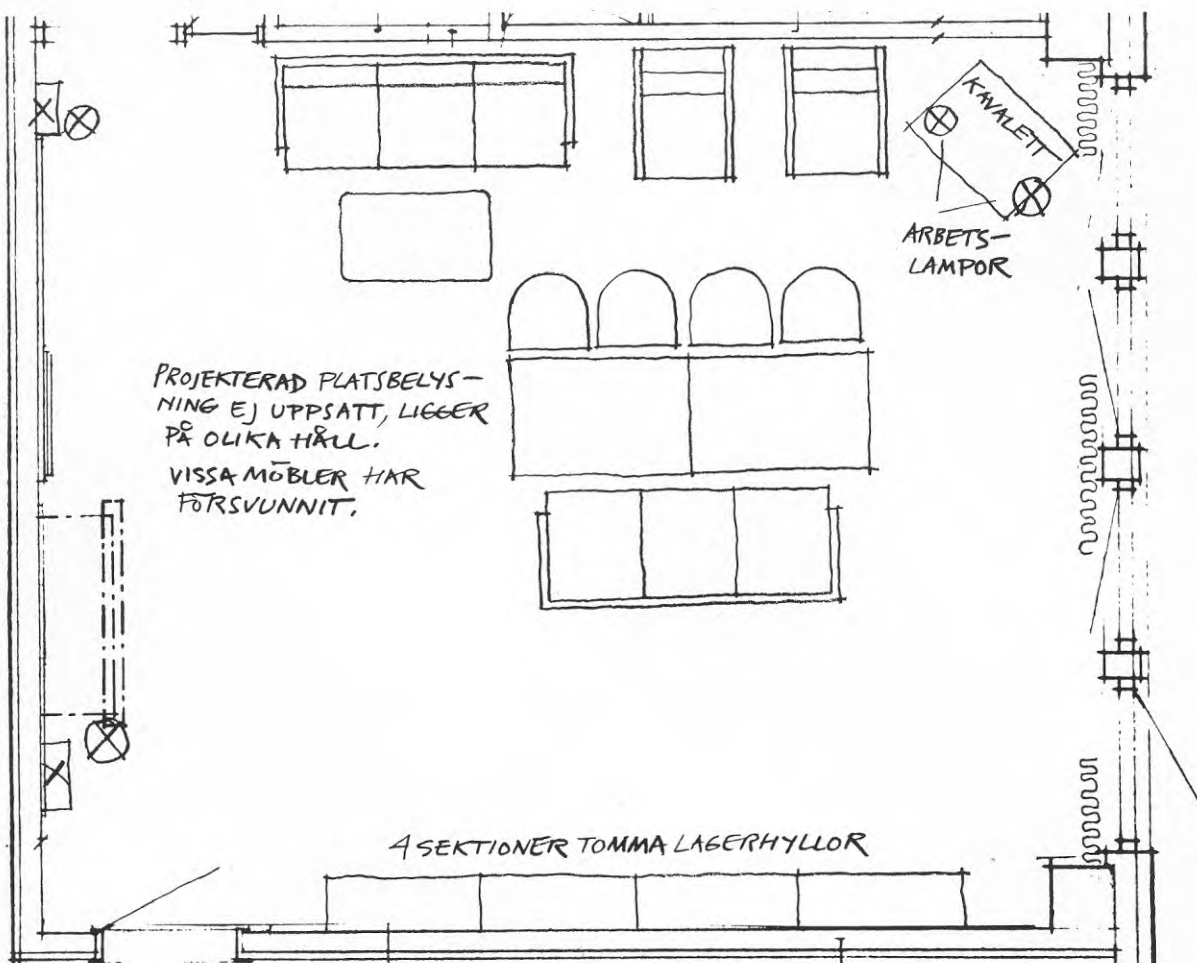 KAVALETT
ARBETS-
LAMPOR
PROJEKTERAD PLATSBELYS-
NING EJ UPPSATT, LIGGER
PÅ OLIKA HÅLL.
VISSA MÖBLER HAR
FÖRSVUNNIT.
4 SEKTIONER TOMMA LAGERHYLLOR